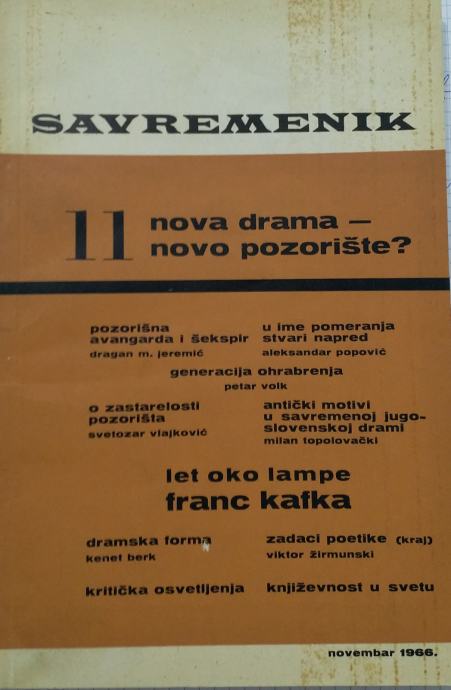 SAVREMENIK
11
nova drama –
novo pozorište?
pozorišna
avangarda i šekspir
dragan m. jeremić
u ime pomeranja
stvari napred
aleksandar popović
generacija ohrabrenja
petar volk
o zastarelosti
pozorišta
svetozar vlajković
antički motivi
u savremenoj jugo-
slovenskoj drami
milan topolovački
let oko lampe
franc kafka
dramska forma
kenet berk
zadaci poetike (kraj)
viktor žirmunski
kritička osvetljenja
književnost u svetu
novembar 1966.